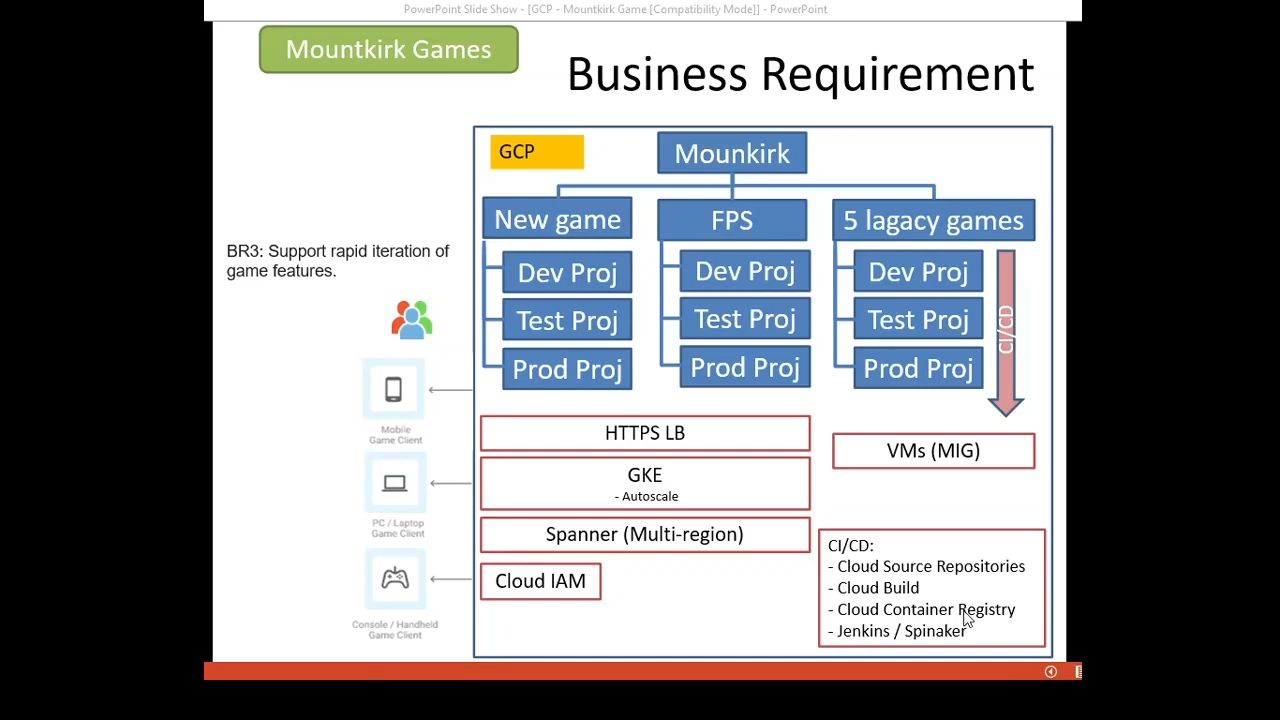 PowerPoint Slide Show - [GCP - Mountkirk Game [Compatibility Mode]] - PowerPoint
Mountkirk Games
Business Requirement
GCP
Mounkirk
New game
FPS
5 lagacy games
BR3: Support rapid iteration of
game features.
Dev Proj
Dev Proj
Dev Proj
Test Proj
Test Proj
Test Proj
CI/CD
Prod Proj
Prod Proj
Prod Proj
Mobile
Game Client
HTTPS LB
VMs (MIG)
GKE
- Autoscale
PC / Laptop
Game Client
Spanner (Multi-region)
Cloud IAM
CI/CD:
- Cloud Source Repositories
- Cloud Build
- Cloud Container Registry
- Jenkins / Spinaker
Console / Handheld
Game Client